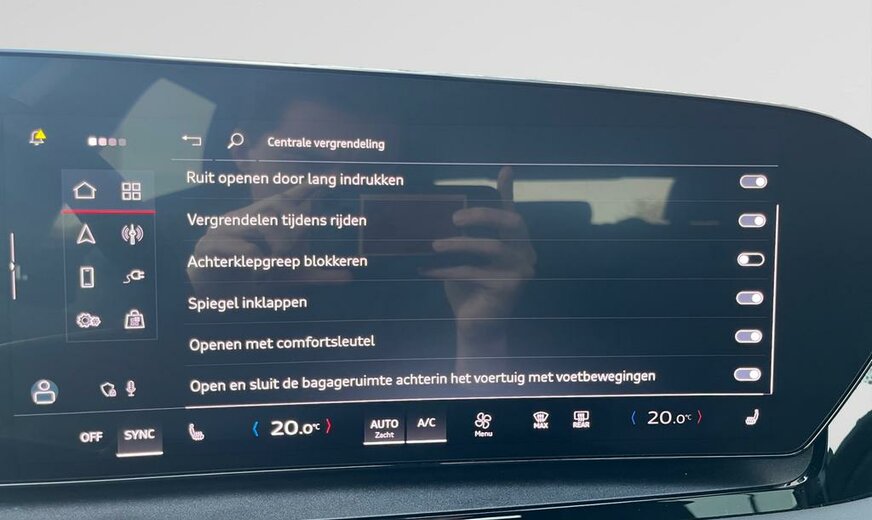 Centrale vergrendeling
Ruit openen door lang indrukken
Vergrendelen tijdens rijden
Achterklepgreep blokkeren
Spiegel inklappen
Openen met comfortsleutel
Open en sluit de bagageruimte achterin het voertuig met voetbewegingen
OFF SYNC 20.0°C AUTO A/C 20.0°C
Zacht Menu MAX REAR